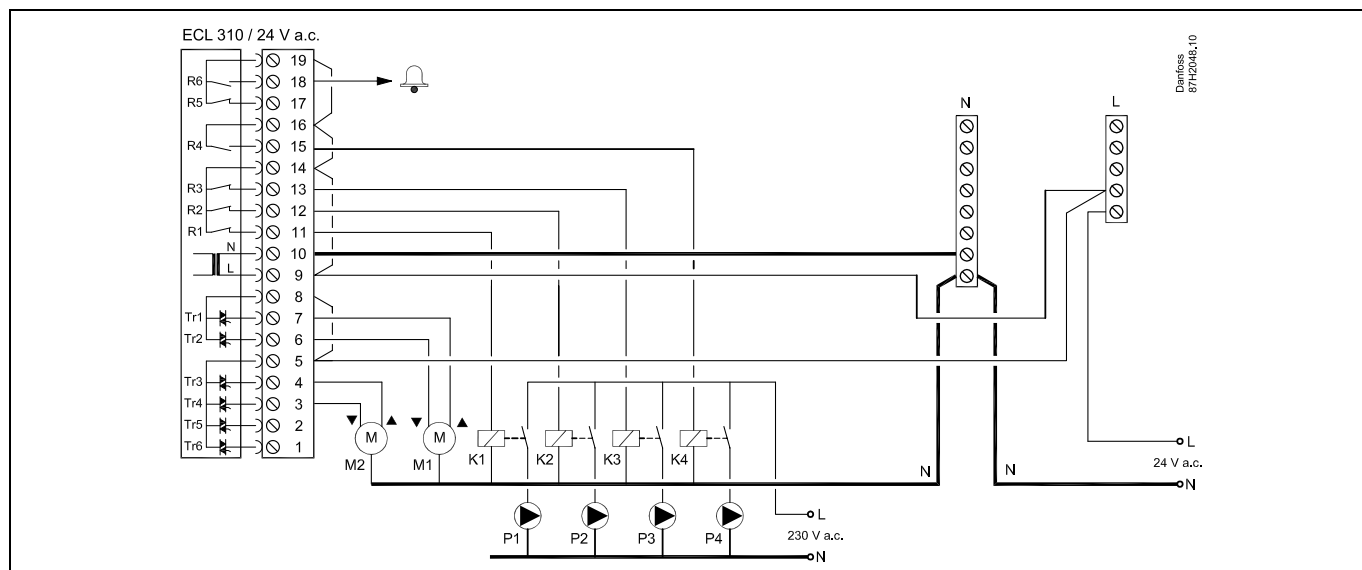 ECL 310 / 24 V a.c.
Danfoss
87H2048.10
19
R6 18
R5 17
16
R4 15
14
R3 13
R2 12
R1 11
N 10
L 9
8
Tr1 7
Tr2 6
5
Tr3 4
Tr4 3
Tr5 2
Tr6 1
N
L
M M
M2 M1 K1 K2 K3 K4
N N
L
24 V a.c.
N
P1 P2 P3 P4
L
230 V a.c.
N